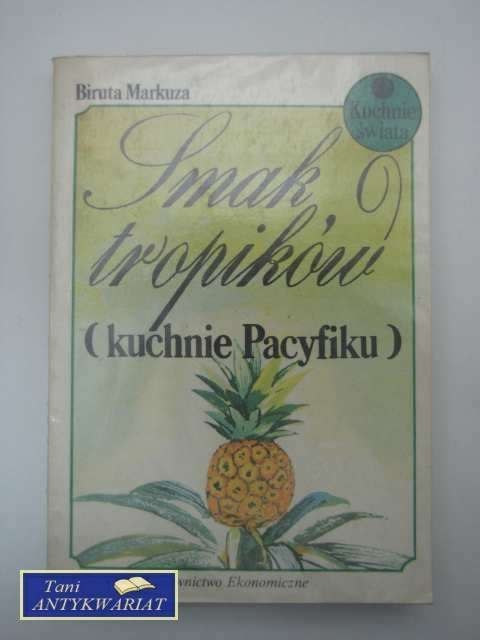 Biruta Markuza
Kuchnie
świata
Smak
tropików
(kuchnie Pacyfiku)
Ekonomiczne
Tani
ANTYKWARIAT